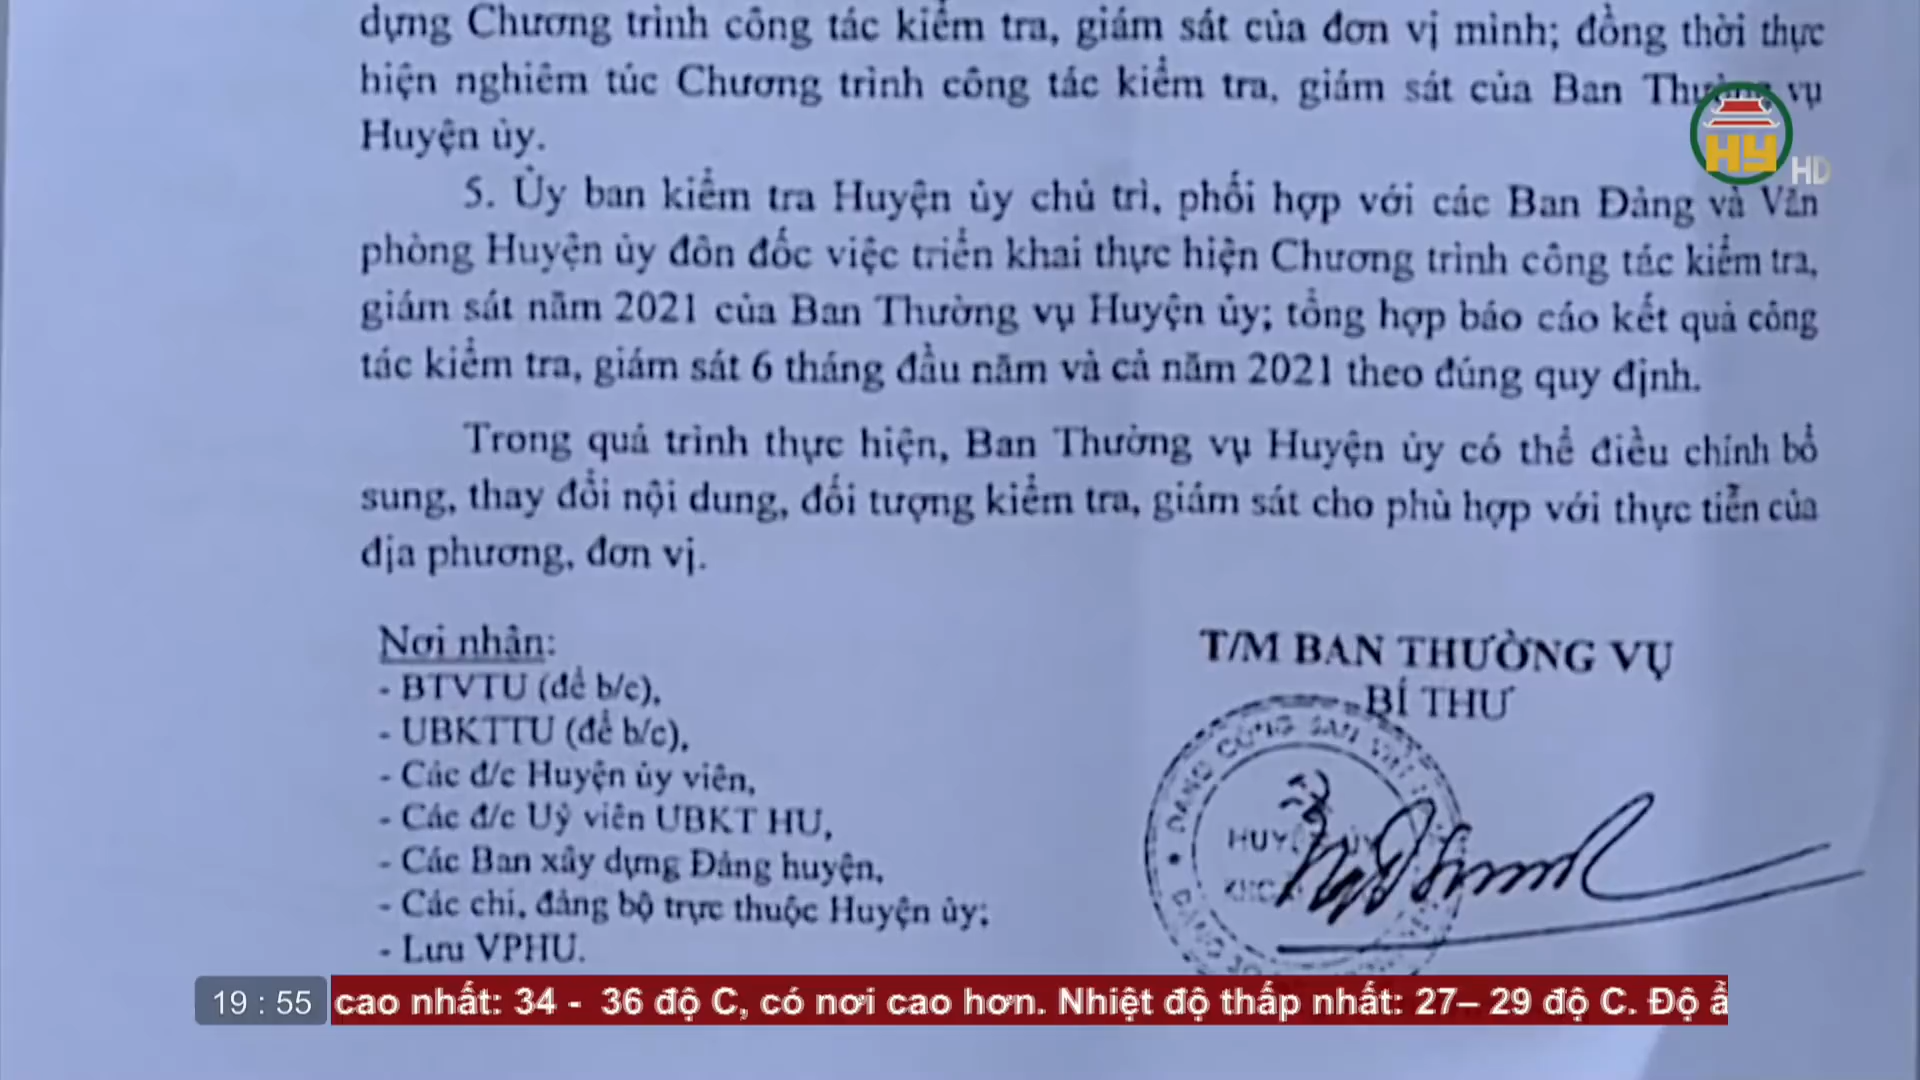 dựng Chương trình công tác kiểm tra, giám sát của đơn vị mình; đồng thời thực
hiện nghiêm túc Chương trình công tác kiểm tra, giám sát của Ban Thường vụ
Huyện ủy.
HY HD
5. Ủy ban kiểm tra Huyện ủy chủ trì, phối hợp với các Ban Đảng và Văn
phòng Huyện ủy đôn đốc việc triển khai thực hiện Chương trình công tác kiểm tra,
giám sát năm 2021 của Ban Thường vụ Huyện ủy; tổng hợp báo cáo kết quả công
tác kiểm tra, giám sát 6 tháng đầu năm và cả năm 2021 theo đúng quy định.
Trong quá trình thực hiện, Ban Thường vụ Huyện ủy có thể điều chỉnh bổ
sung, thay đổi nội dung, đối tượng kiểm tra, giám sát cho phù hợp với thực tiễn của
địa phương, đơn vị.
Nơi nhận:
- BTVTU (để b/c),
- UBKTTU (để b/c),
- Các đ/c Huyện ủy viên,
- Các đ/c Uỷ viên UBKT HU,
- Các Ban xây dựng Đảng huyện,
- Các chi, đảng bộ trực thuộc Huyện ủy;
- Lưu VPHU.
T/M BAN THƯỜNG VỤ
BÍ THƯ
ĐẢNG CỘNG SẢN VIỆT
19 : 55 cao nhất: 34 - 36 độ C, có nơi cao hơn. Nhiệt độ thấp nhất: 27– 29 độ C. Độ ẩ